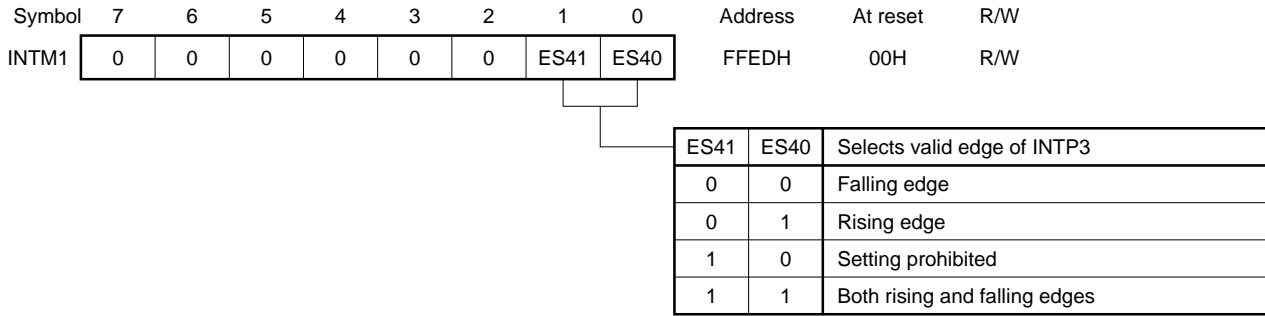 Symbol 7 6 5 4 3 2 1 0 Address At reset R/W
INTM1 0 0 0 0 0 0 ES41 ES40 FFEDH 00H R/W
ES41 ES40 Selects valid edge of INTP3
0 0 Falling edge
0 1 Rising edge
1 0 Setting prohibited
1 1 Both rising and falling edges